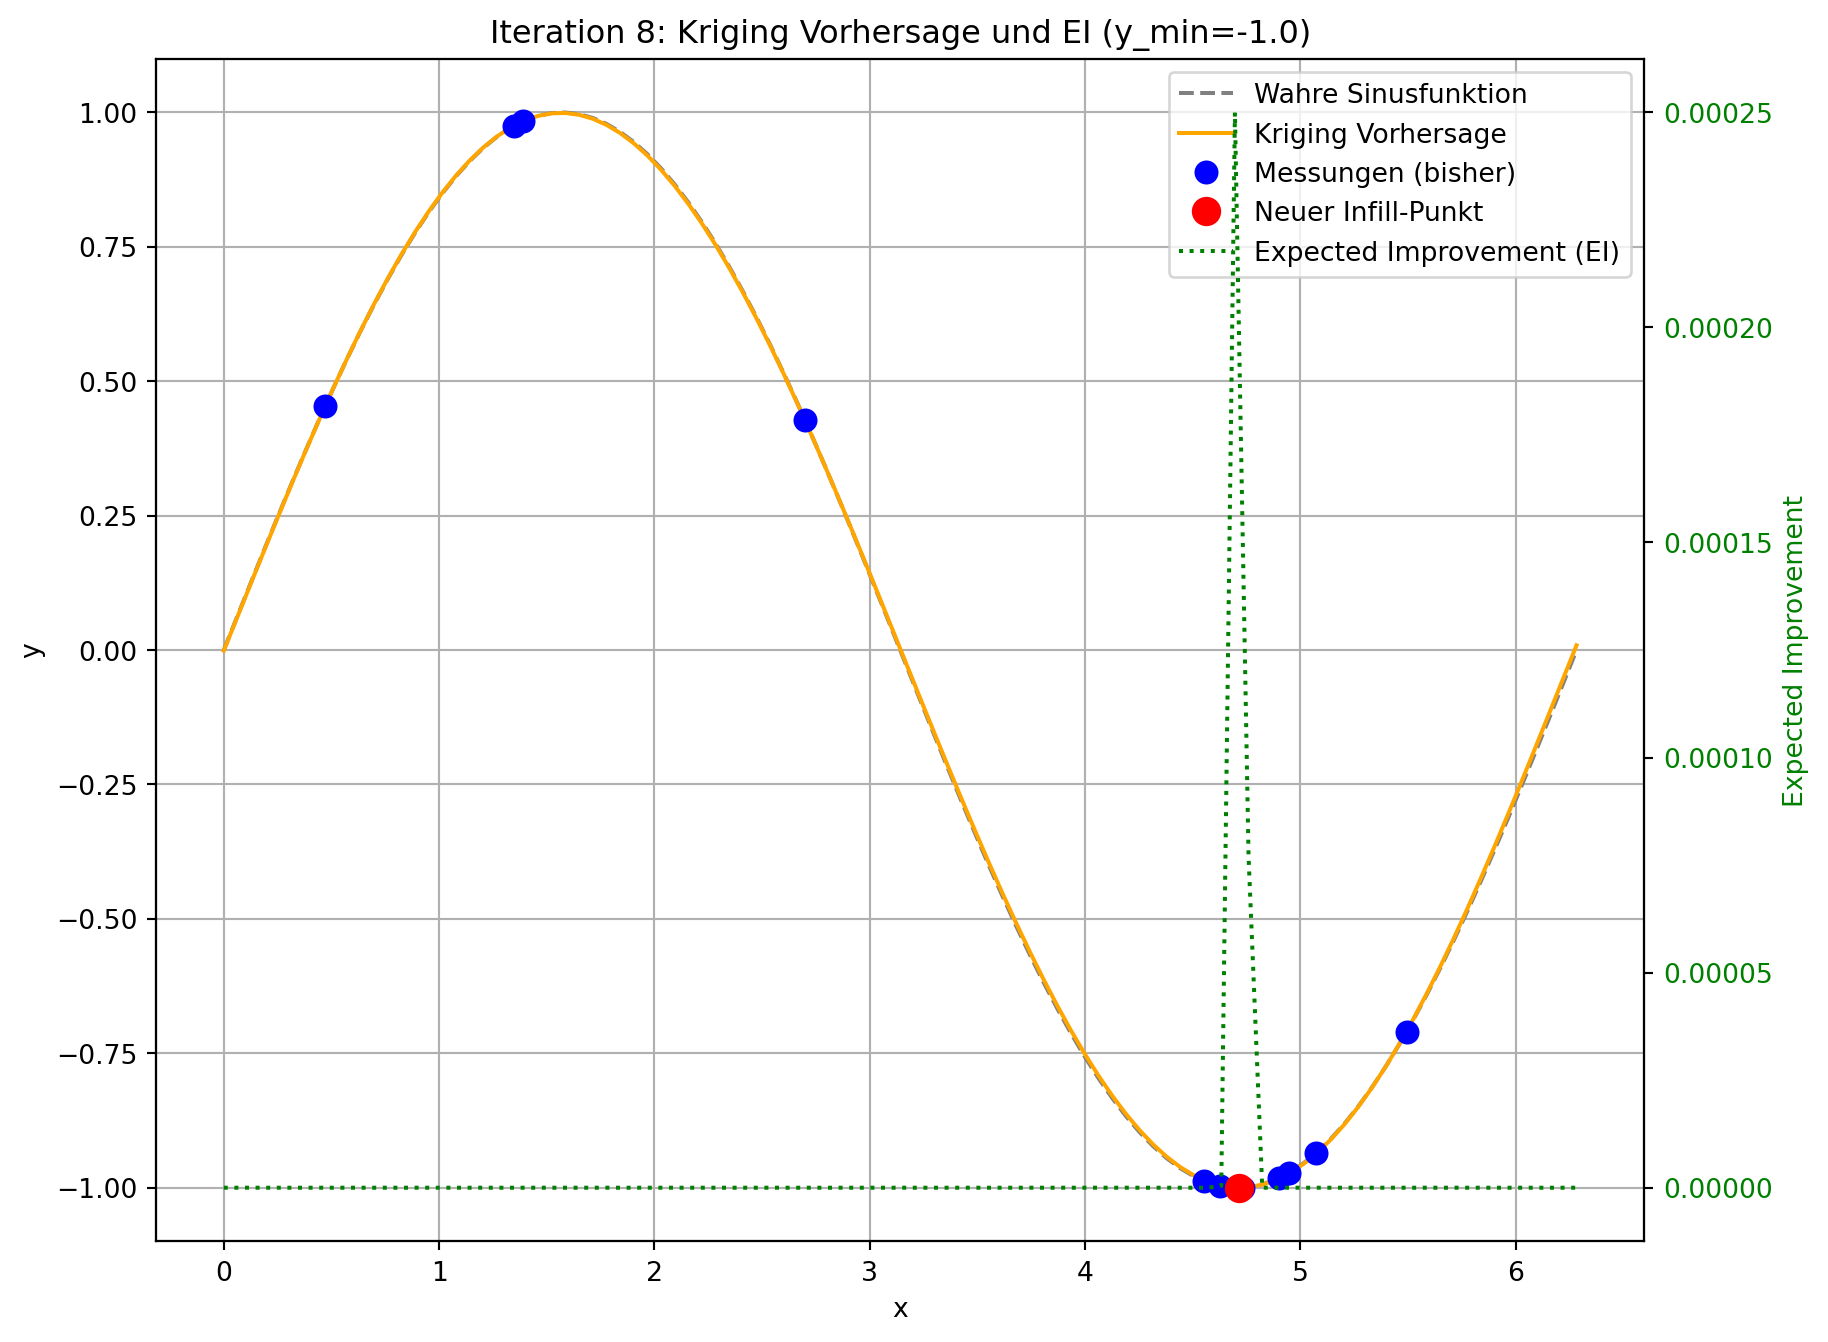 Iteration 8: Kriging Vorhersage und EI (y_min=-1.0)
Wahre Sinusfunktion
Kriging Vorhersage
Messungen (bisher)
Neuer Infill-Punkt
Expected Improvement (EI)
1.00
0.75
0.50
0.25
0.00
−0.25
−0.50
−0.75
−1.00
y
0.00025
0.00020
0.00015
0.00010
0.00005
0.00000
Expected Improvement
0 1 2 3 4 5 6
x